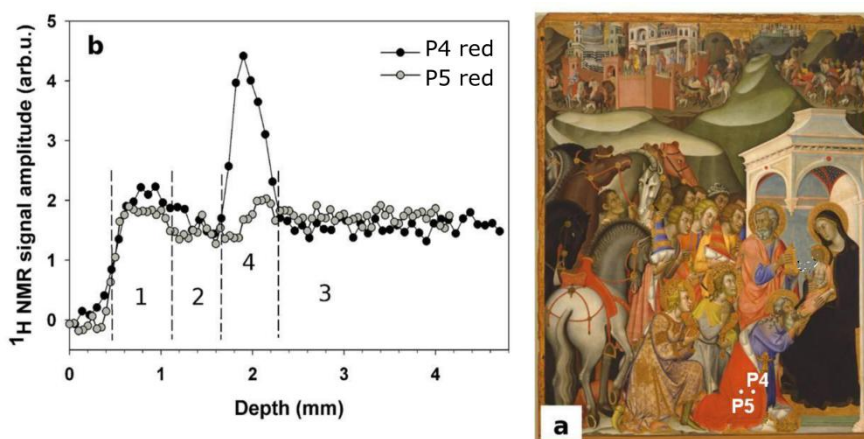 b
P4 red
P5 red
5
4
3
2
1
0
1 2 4 3
0 1 2 3 4
Depth (mm)
¹H NMR signal amplitude (arb.u.)
P4
P5
a